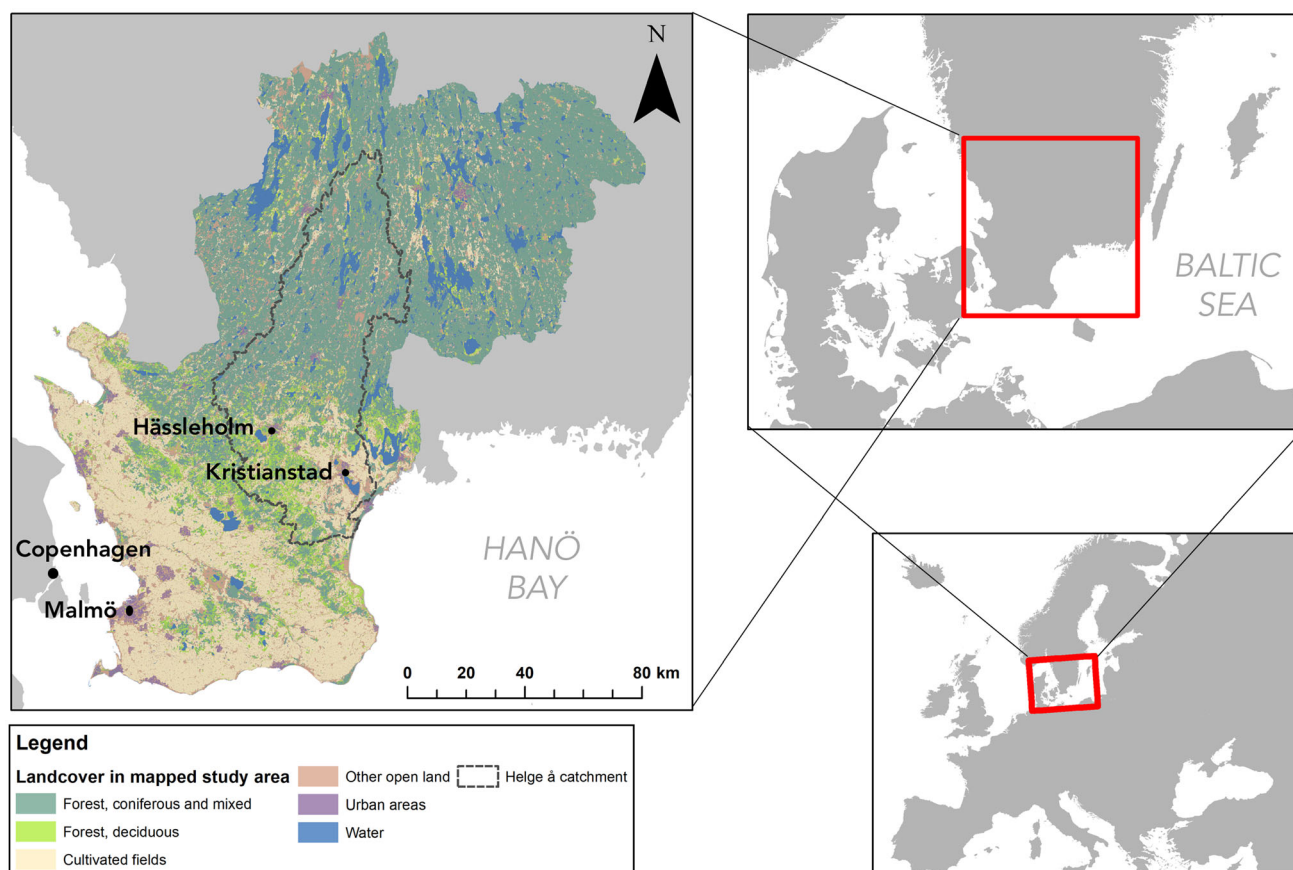 N
Hässleholm
Kristianstad
Copenhagen
Malmö
HANÖ
BAY
0 20 40 80 km
BALTIC
SEA
Legend
Landcover in mapped study area
Forest, coniferous and mixed
Forest, deciduous
Cultivated fields
Other open land
Urban areas
Water
Helge å catchment